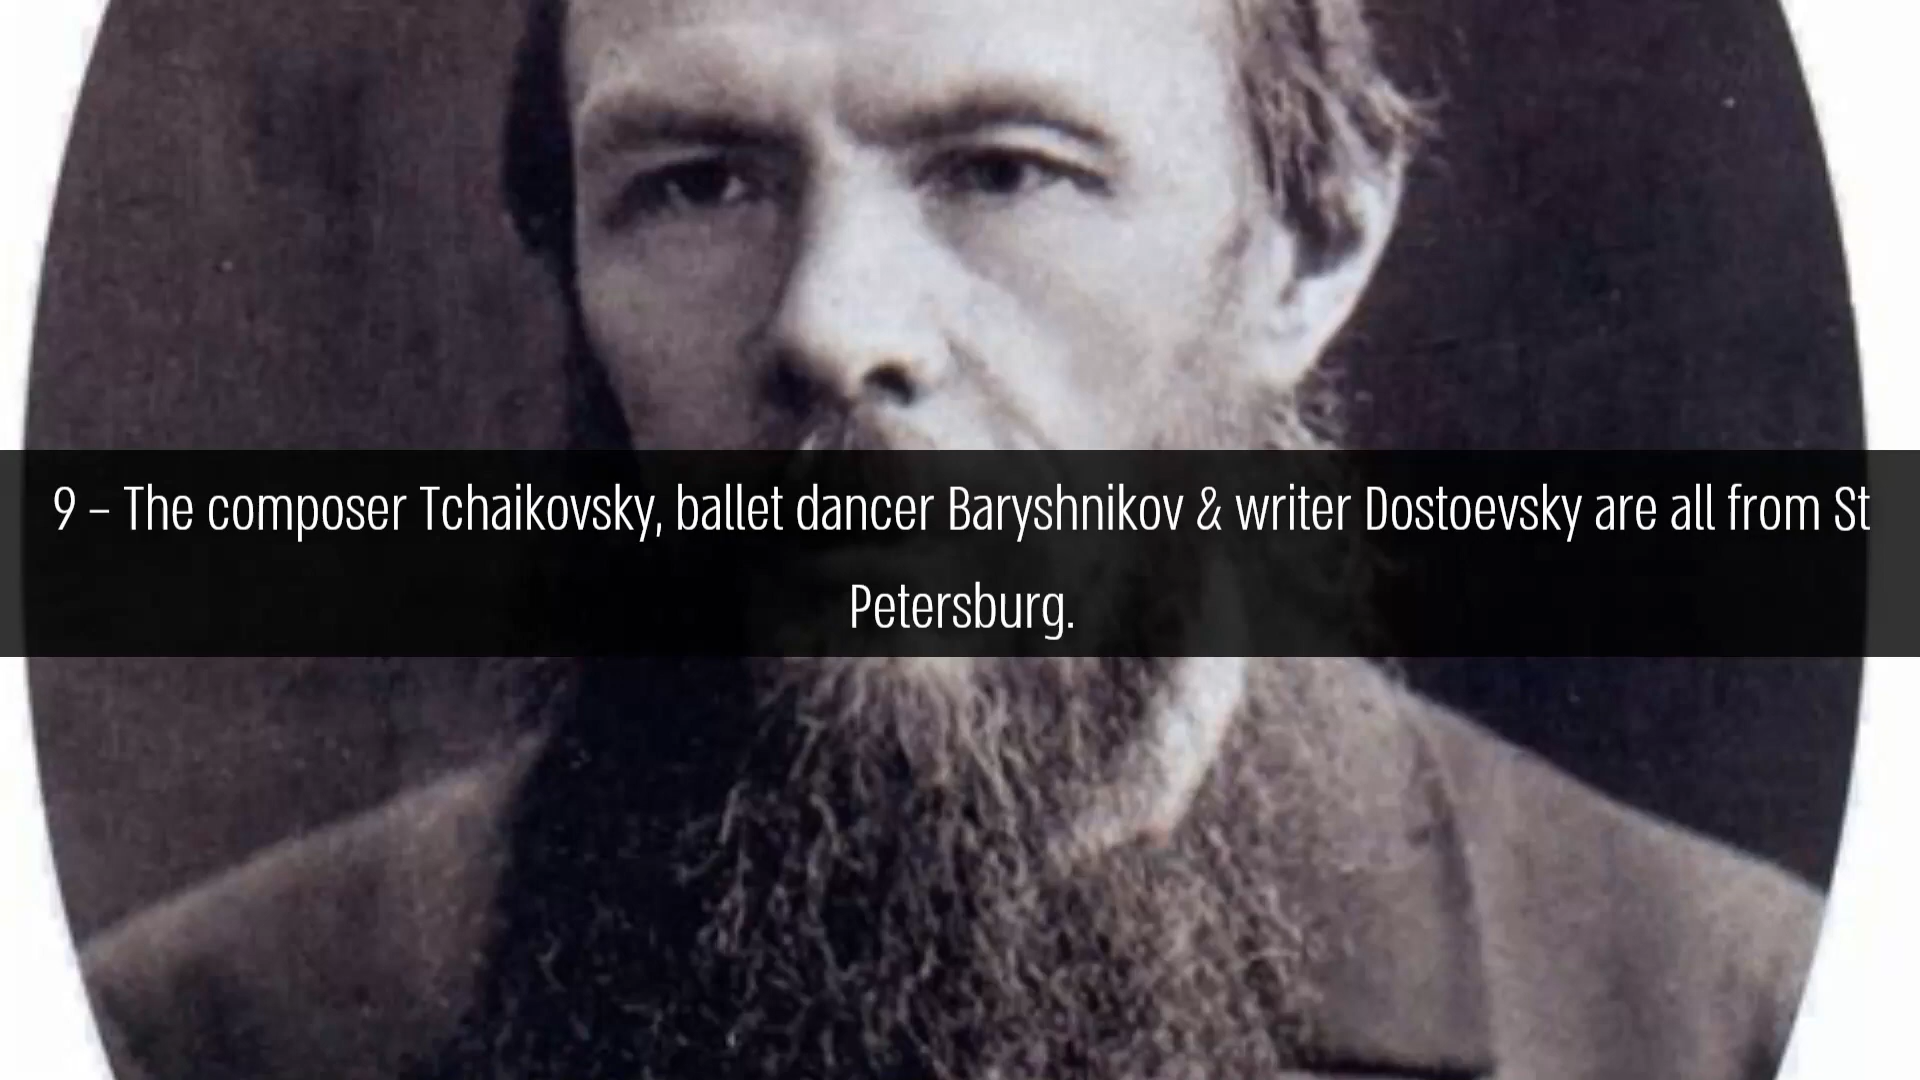 9 – The composer Tchaikovsky, ballet dancer Baryshnikov & writer Dostoevsky are all from St
Petersburg.